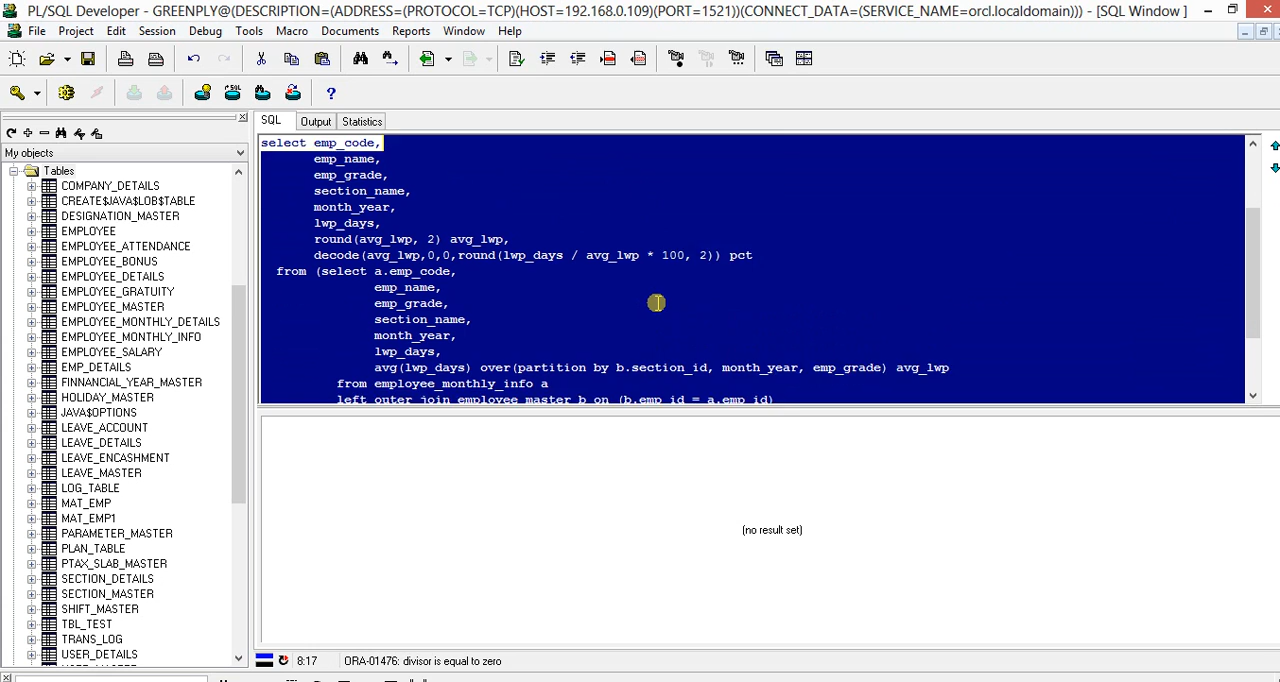 PL/SQL Developer - GREENPLY@(DESCRIPTION=(ADDRESS=(PROTOCOL=TCP)(HOST=192.168.0.109)(PORT=1521))(CONNECT_DATA=(SERVICE_NAME=orcl.localdomain))) - [SQL Window ]
File Project Edit Session Debug Tools Macro Documents Reports Window Help
SQL Output Statistics
My objects
Tables
COMPANY_DETAILS
CREATE$JAVA$LOB$TABLE
DESIGNATION_MASTER
EMPLOYEE
EMPLOYEE_ATTENDANCE
EMPLOYEE_BONUS
EMPLOYEE_DETAILS
EMPLOYEE_GRATUITY
EMPLOYEE_MASTER
EMPLOYEE_MONTHLY_DETAILS
EMPLOYEE_MONTHLY_INFO
EMPLOYEE_SALARY
EMP_DETAILS
FINNANCIAL_YEAR_MASTER
HOLIDAY_MASTER
JAVA$OPTIONS
LEAVE_ACCOUNT
LEAVE_DETAILS
LEAVE_ENCASHMENT
LEAVE_MASTER
LOG_TABLE
MAT_EMP
MAT_EMP1
PARAMETER_MASTER
PLAN_TABLE
PTAX_SLAB_MASTER
SECTION_DETAILS
SECTION_MASTER
SHIFT_MASTER
TBL_TEST
TRANS_LOG
USER_DETAILS
select emp_code,
emp_name,
emp_grade,
section_name,
month_year,
lwp_days,
round(avg_lwp, 2) avg_lwp,
decode(avg_lwp,0,0,round(lwp_days / avg_lwp * 100, 2)) pct
from (select a.emp_code,
emp_name,
emp_grade,
section_name,
month_year,
lwp_days,
avg(lwp_days) over(partition by b.section_id, month_year, emp_grade) avg_lwp
from employee_monthly_info a
left outer join employee_master b on (b.emp_id = a.emp_id)
(no result set)
8:17 ORA-01476: divisor is equal to zero